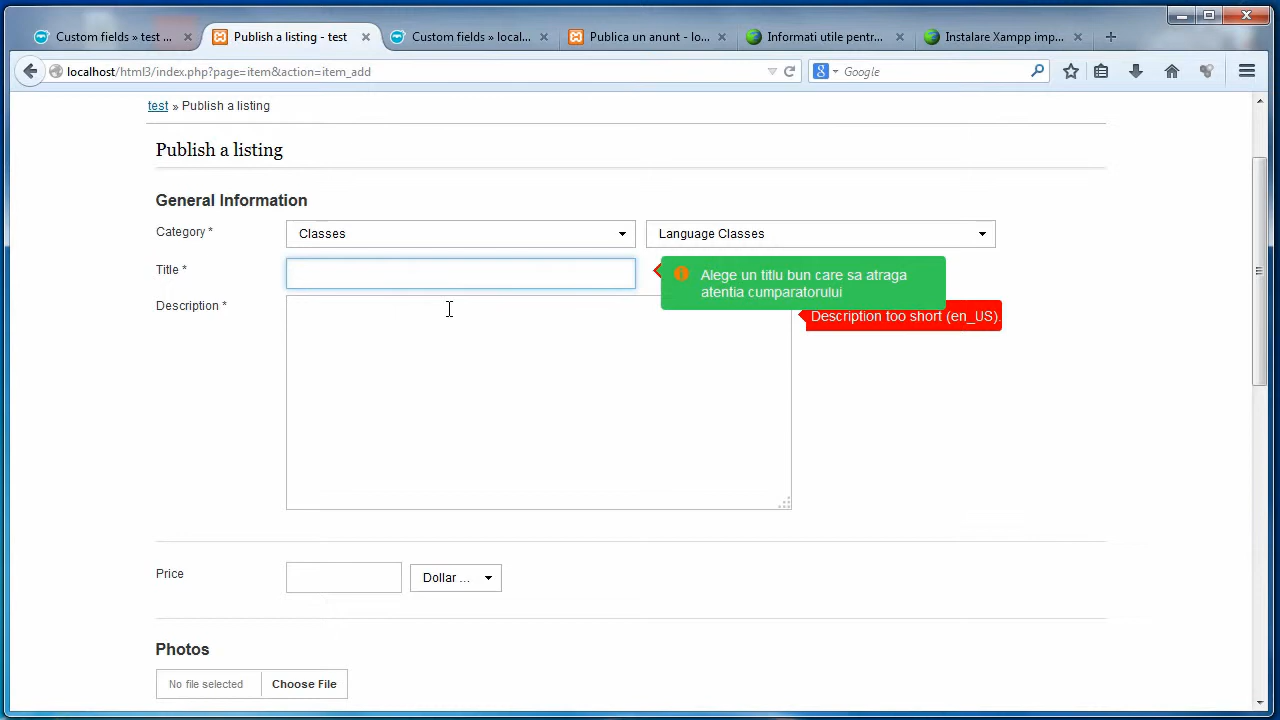 Custom fields » test ...
Publish a listing - test
Custom fields » local...
Publica un anunt - lo...
Informati utile pentr...
Instalare Xampp imp...
localhost/html3/index.php?page=item&action=item_add
Google
test » Publish a listing
Publish a listing
General Information
Category *
Classes
Language Classes
Title *
Alege un titlu bun care sa atraga
atentia cumparatorului
Description *
Description too short (en_US).
Price
Dollar ...
Photos
No file selected
Choose File